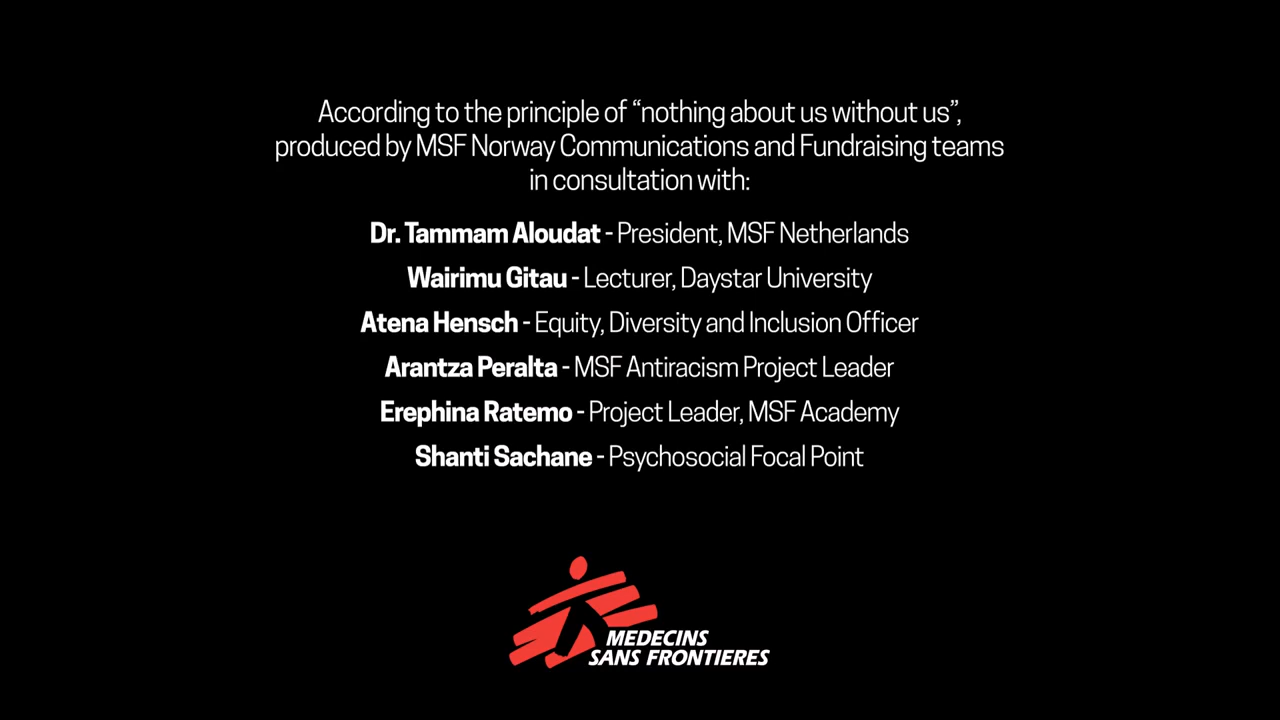 According to the principle of “nothing about us without us”,
produced by MSF Norway Communications and Fundraising teams
in consultation with:
Dr. Tammam Aloudat - President, MSF Netherlands
Wairimu Gitau - Lecturer, Daystar University
Atena Hensch - Equity, Diversity and Inclusion Officer
Arantza Peralta - MSF Antiracism Project Leader
Erephina Ratemo - Project Leader, MSF Academy
Shanti Sachane - Psychosocial Focal Point
MEDECINS
SANS FRONTIERES